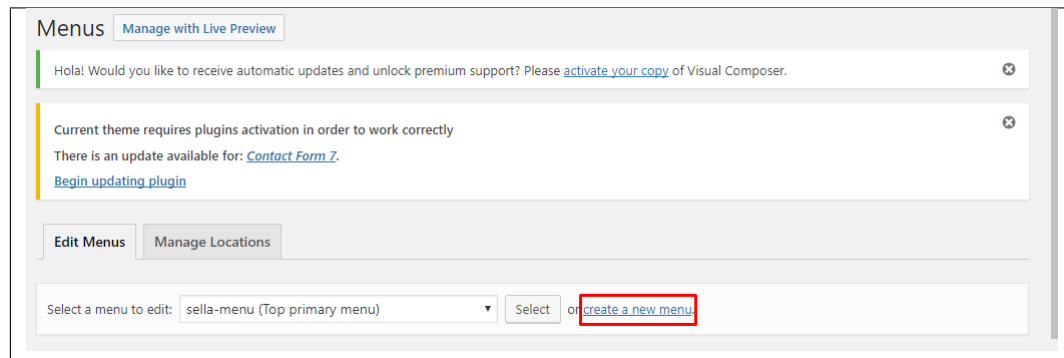 Menus Manage with Live Preview
Hola! Would you like to receive automatic updates and unlock premium support? Please activate your copy of Visual Composer.
Current theme requires plugins activation in order to work correctly
There is an update available for: Contact Form 7.
Begin updating plugin
Edit Menus Manage Locations
Select a menu to edit: sella-menu (Top primary menu) Select or create a new menu.